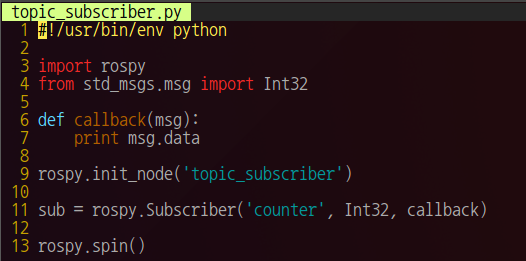 topic_subscriber.py
1 #!/usr/bin/env python
2
3 import rospy
4 from std_msgs.msg import Int32
5
6 def callback(msg):
7     print msg.data
8
9 rospy.init_node('topic_subscriber')
10
11 sub = rospy.Subscriber('counter', Int32, callback)
12
13 rospy.spin()